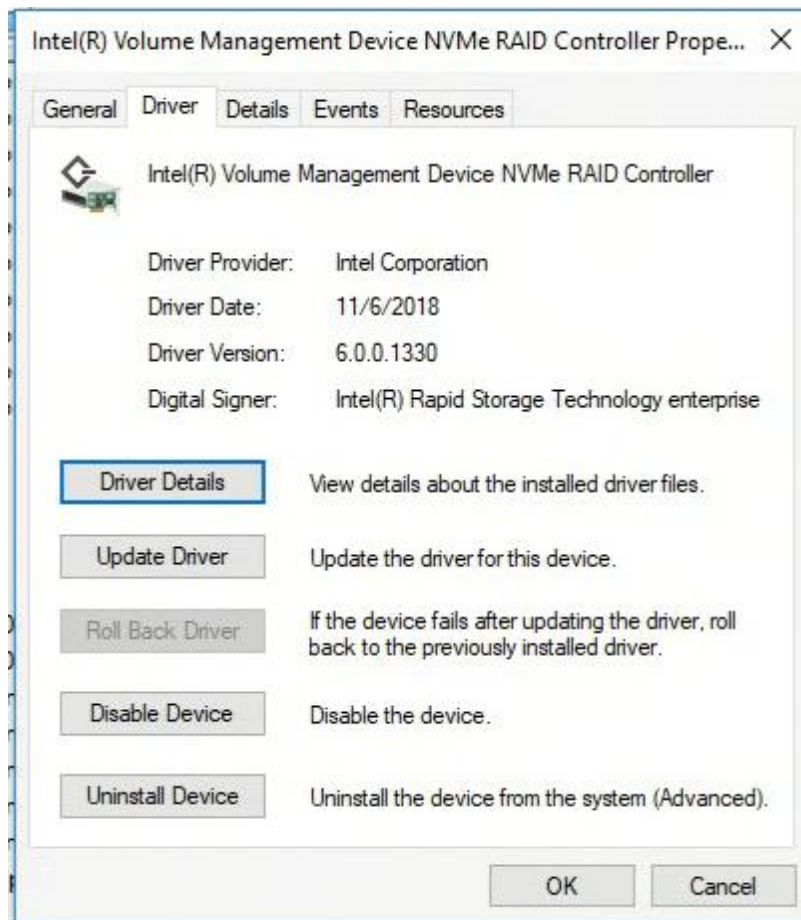 Intel(R) Volume Management Device NVMe RAID Controller Prope...
General Driver Details Events Resources
Intel(R) Volume Management Device NVMe RAID Controller
Driver Provider: Intel Corporation
Driver Date: 11/6/2018
Driver Version: 6.0.0.1330
Digital Signer: Intel(R) Rapid Storage Technology enterprise
Driver Details View details about the installed driver files.
Update Driver Update the driver for this device.
Roll Back Driver If the device fails after updating the driver, roll
back to the previously installed driver.
Disable Device Disable the device.
Uninstall Device Uninstall the device from the system (Advanced).
OK Cancel